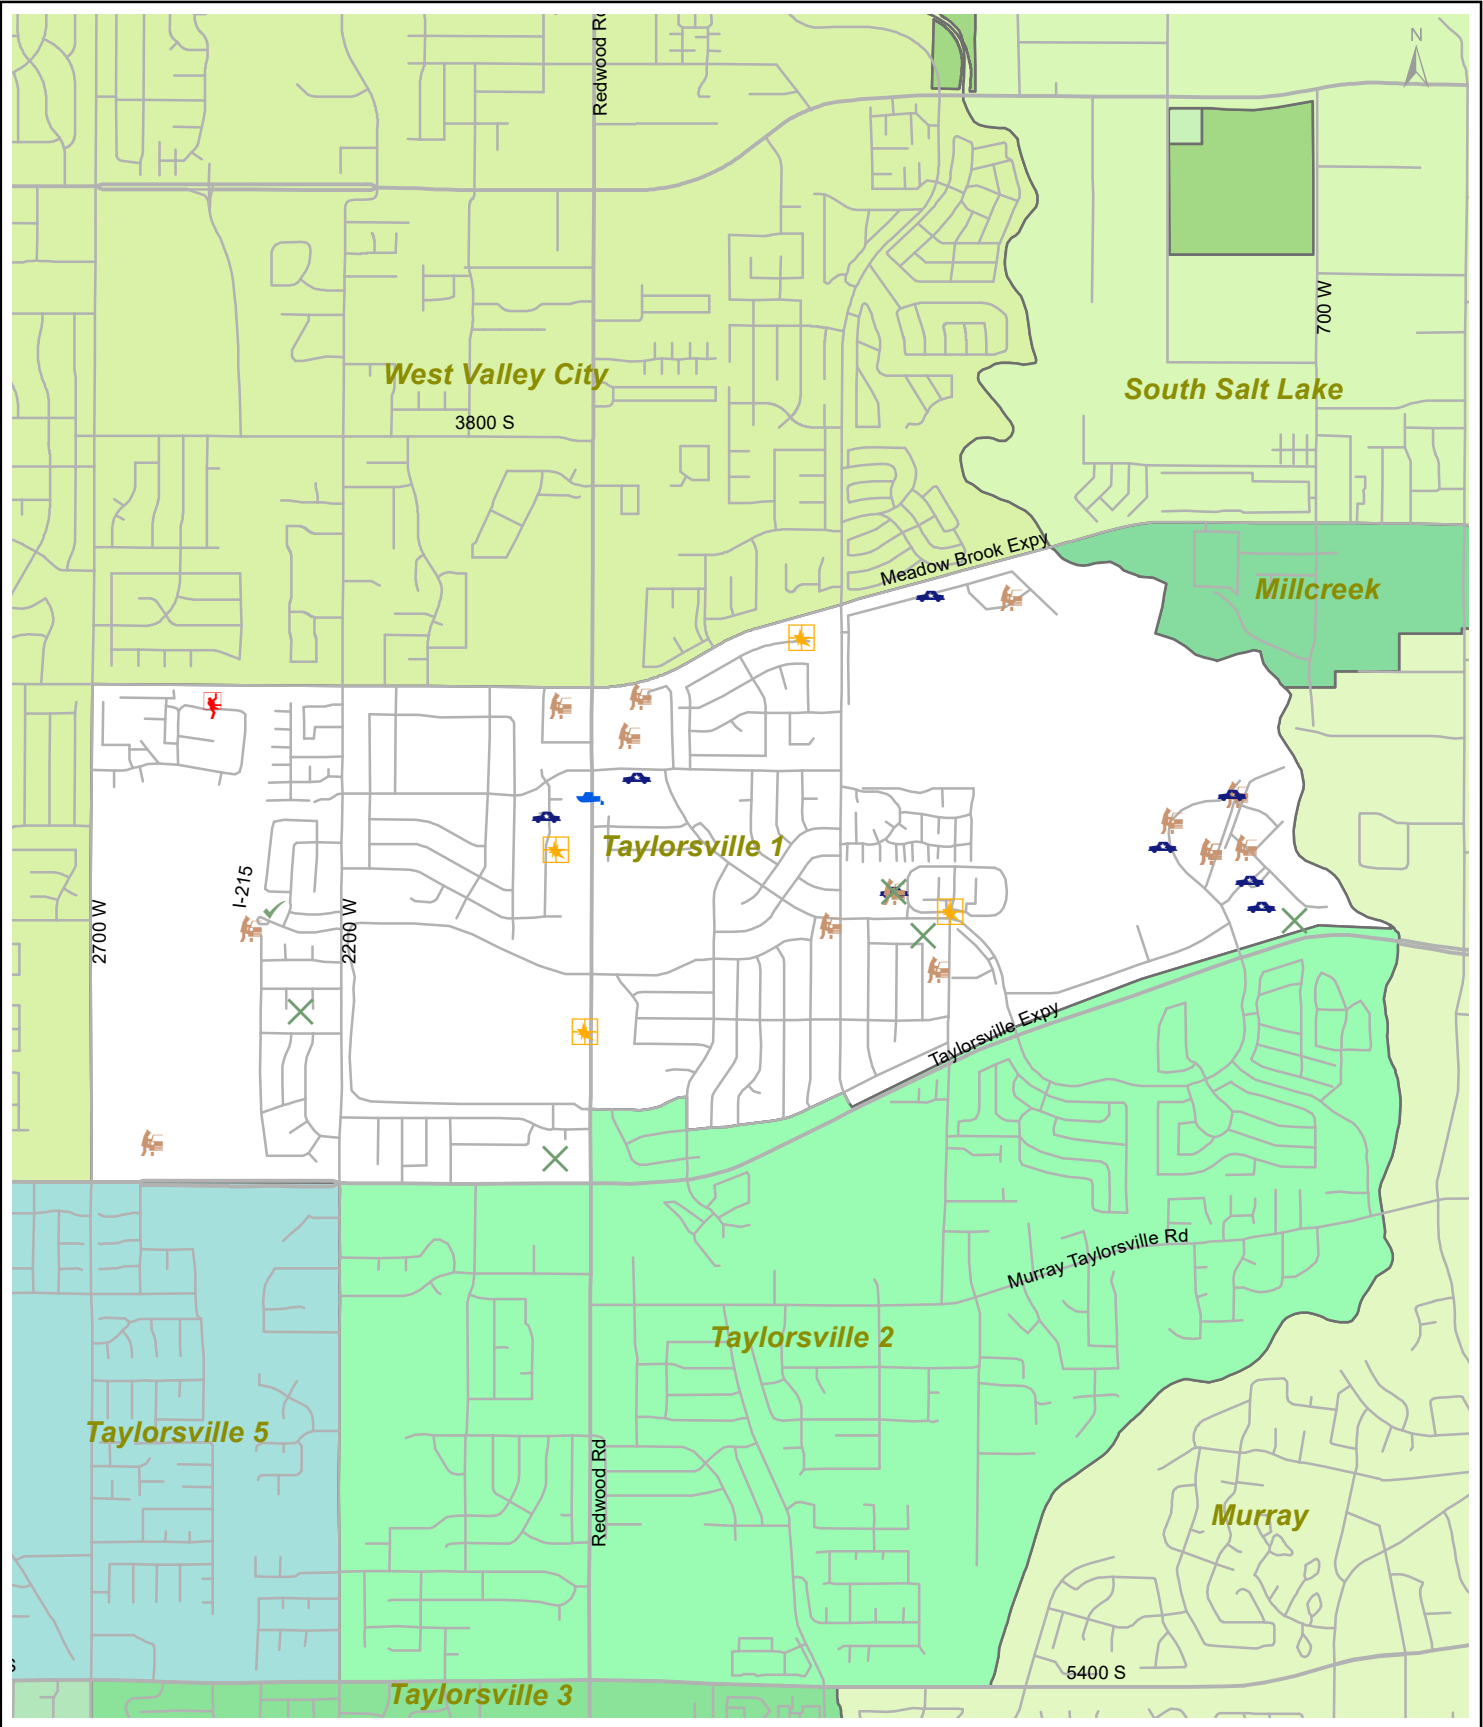 Redwood Rd
N
700 W
West Valley City
South Salt Lake
3800 S
Meadow Brook Expy
Millcreek
Taylorsville 1
I-215
2700 W
2200 W
Taylorsville Expy
Murray Taylorsville Rd
Taylorsville 2
Taylorsville 5
Redwood Rd
Murray
5400 S
Taylorsville 3